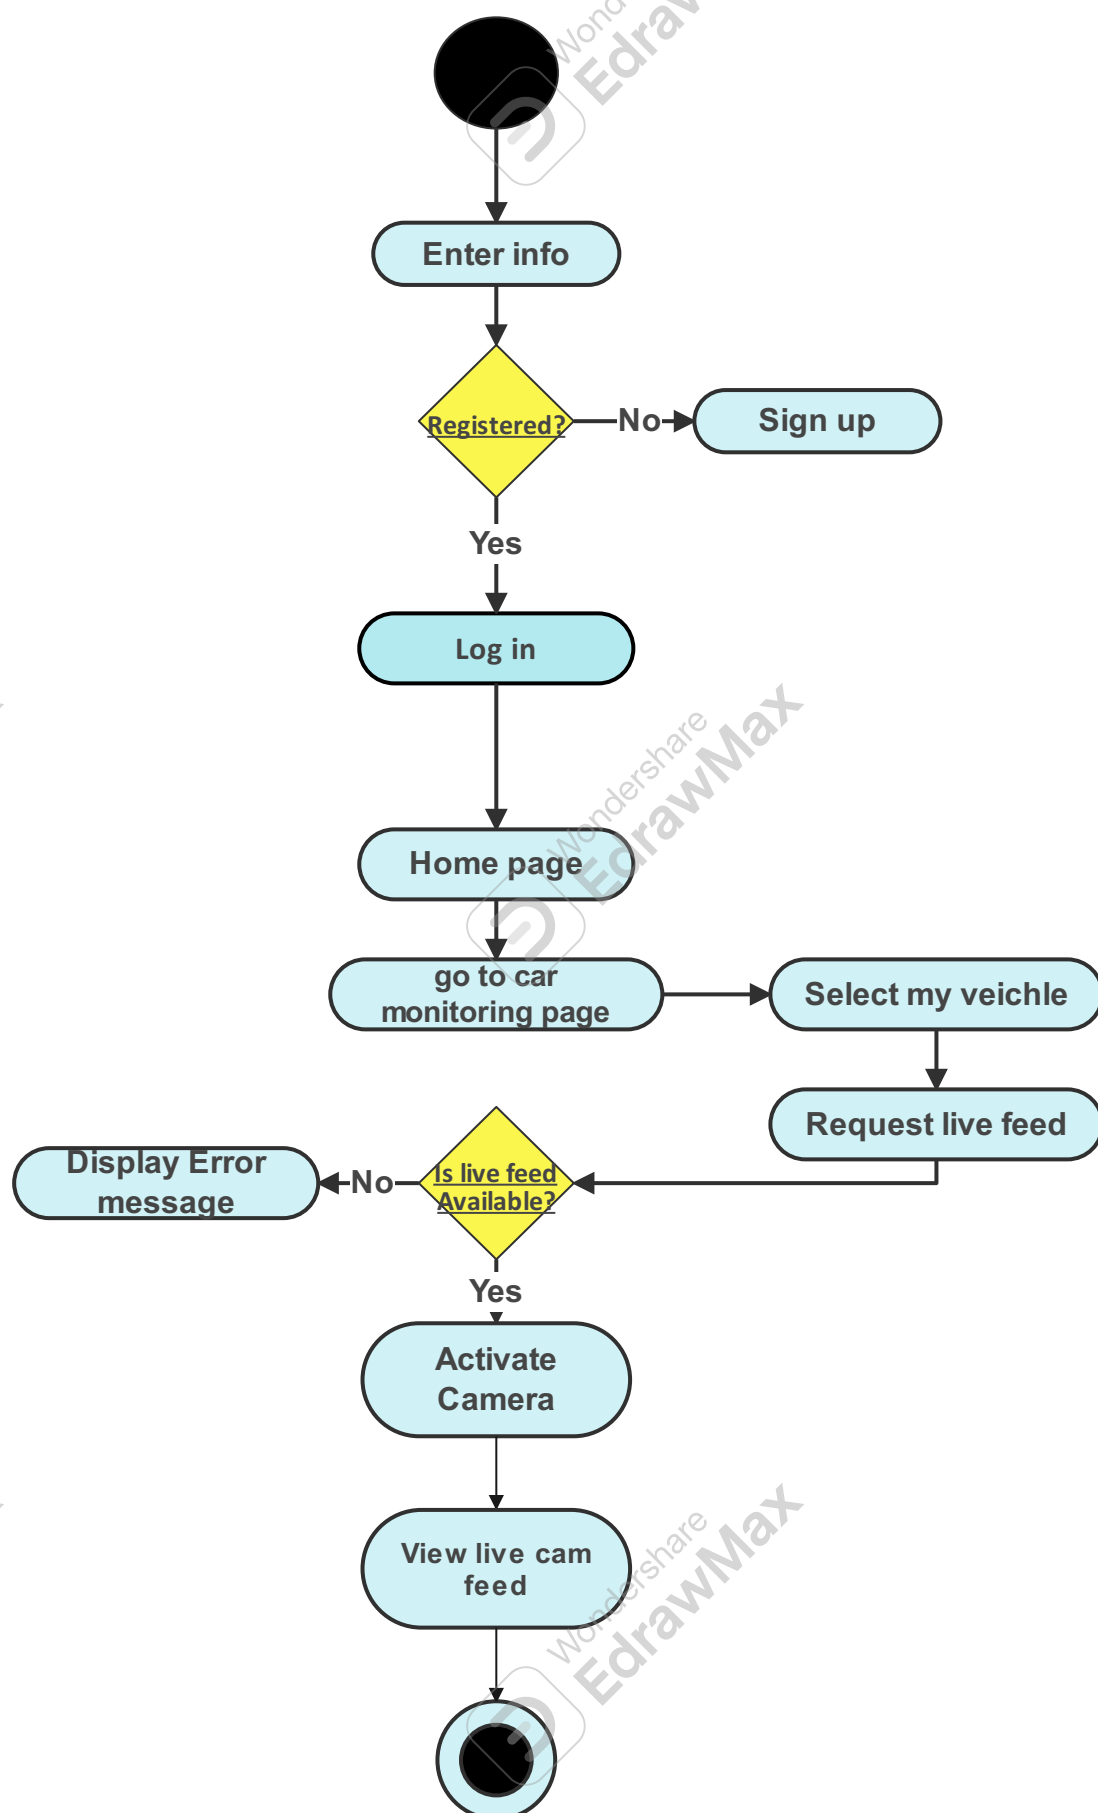 Wondershare
EdrawMax
Enter info
Registered?
No
Sign up
Yes
Log in
Wondershare
EdrawMax
Home page
go to car
monitoring page
Select my veichle
Request live feed
Is live feed
Available?
No
Display Error
message
Yes
Activate
Camera
View live cam
feed
Wondershare
EdrawMax